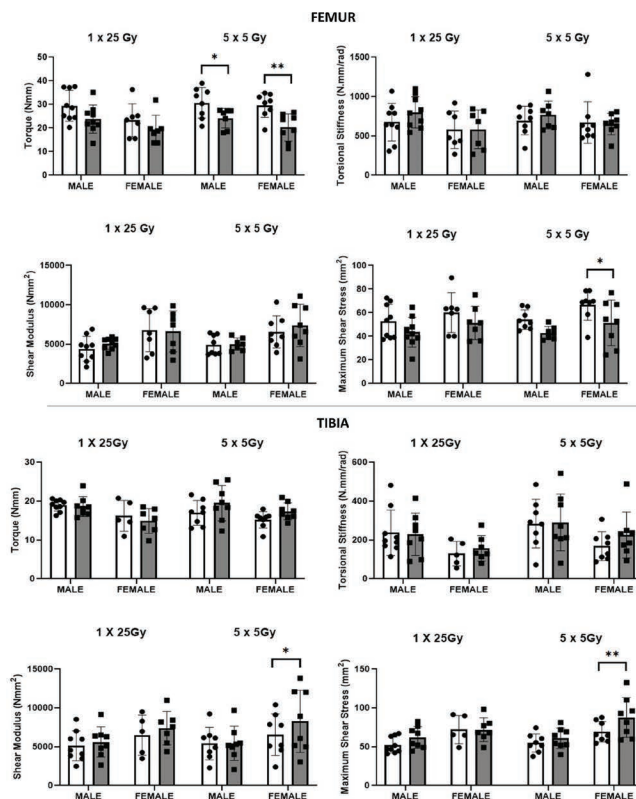 FEMUR
1 x 25 Gy 5 x 5 Gy
Torque (Nmm)
50
40
30
20
10
0
* **
MALE FEMALE MALE FEMALE
1 x 25 Gy 5 x 5 Gy
Torsional Stiffness (N.mm/rad)
1500
1000
500
0
MALE FEMALE MALE FEMALE
1 x 25 Gy 5 x 5 Gy
Shear Modulus (Nmm²)
15000
10000
5000
0
MALE FEMALE MALE FEMALE
1 x 25 Gy 5 x 5 Gy
Maximum Shear Stress (mm²)
100
80
60
40
20
0
*
MALE FEMALE MALE FEMALE
TIBIA
1 X 25Gy 5 x 5Gy
Torque (Nmm)
30
20
10
0
MALE FEMALE MALE FEMALE
1 X 25Gy 5 x 5Gy
Torsional Stiffness (N.mm/rad)
600
400
200
0
MALE FEMALE MALE FEMALE
1 X 25Gy 5 x 5Gy
Shear Modulus (Nmm²)
15000
10000
5000
0
*
MALE FEMALE MALE FEMALE
1 X 25Gy 5 x 5Gy
Maximum Shear Stress (mm²)
150
100
50
0
**
MALE FEMALE MALE FEMALE